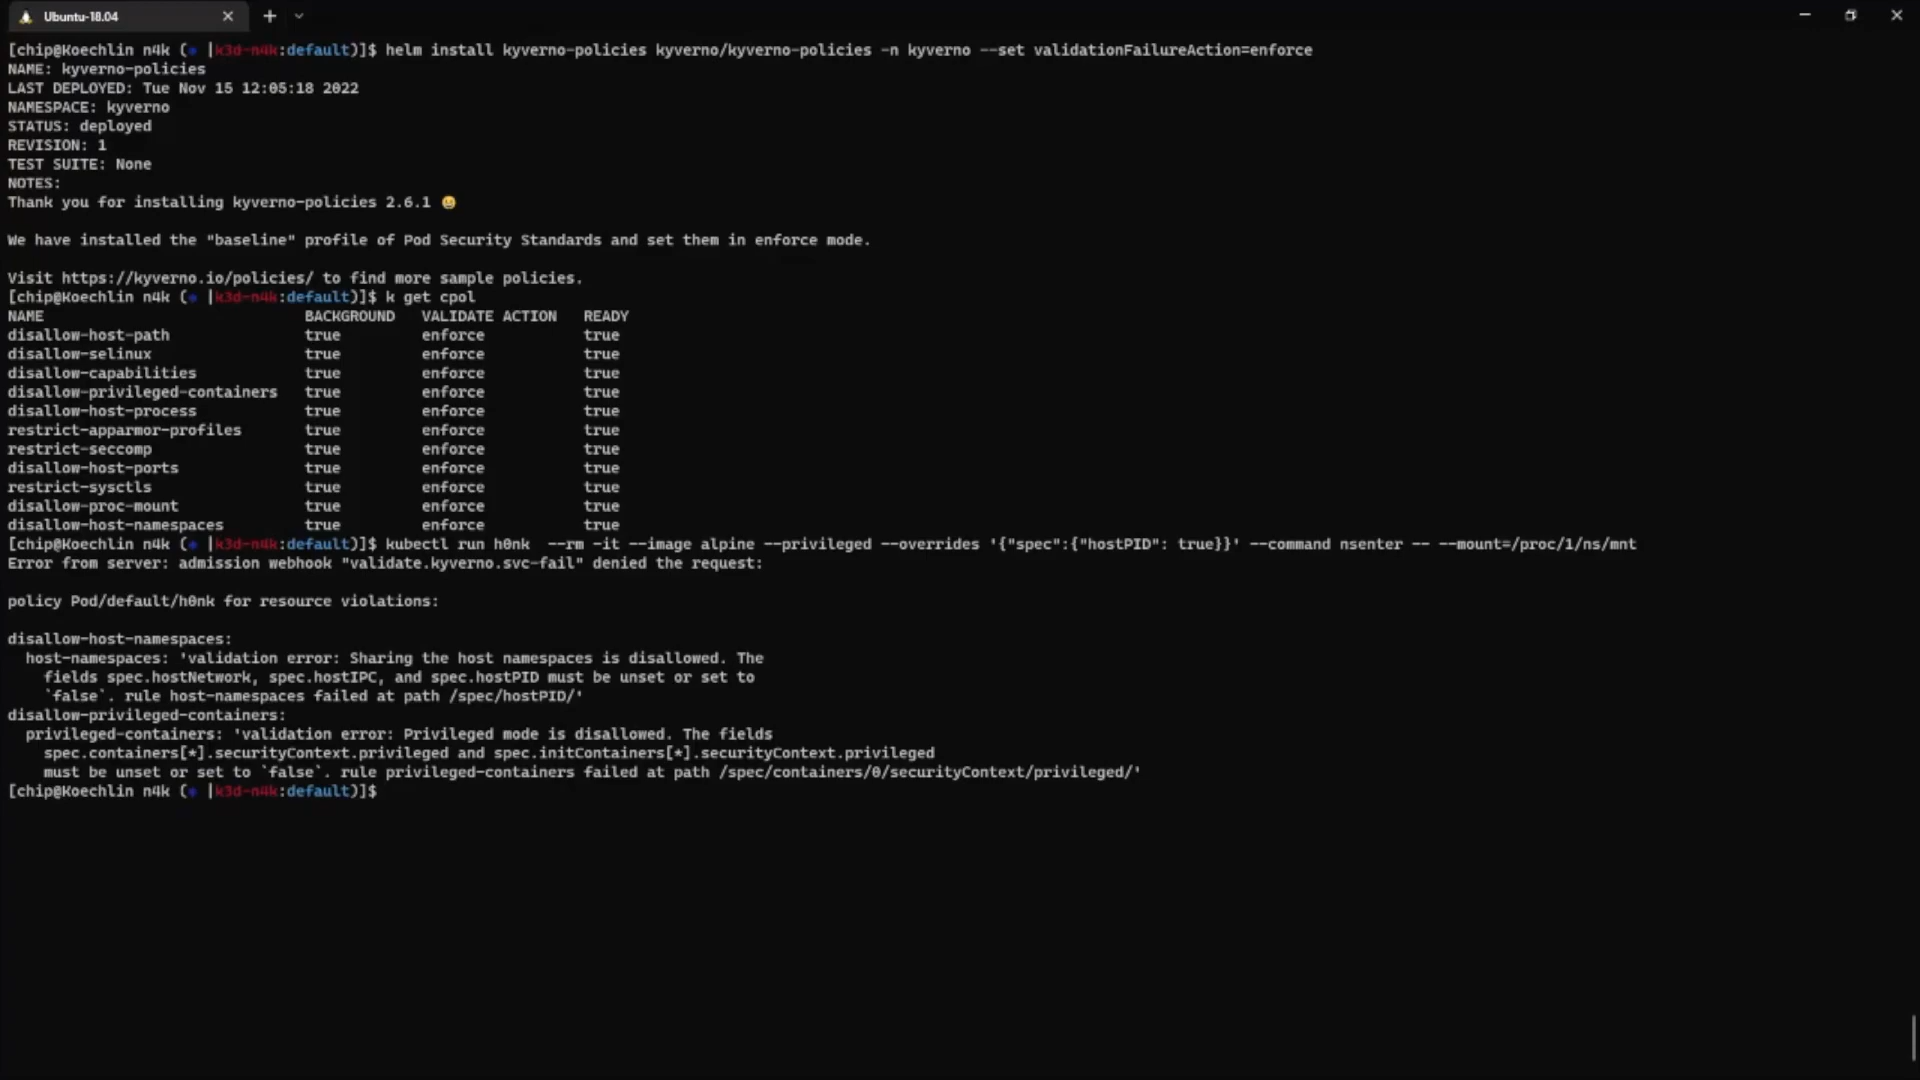 Ubuntu-18.04
[chip@Koechlin n4k (⎈ |k3d-n4k:default)]$ helm install kyverno-policies kyverno/kyverno-policies -n kyverno --set validationFailureAction=enforce
NAME: kyverno-policies
LAST DEPLOYED: Tue Nov 15 12:05:18 2022
NAMESPACE: kyverno
STATUS: deployed
REVISION: 1
TEST SUITE: None
NOTES:
Thank you for installing kyverno-policies 2.6.1 😀
We have installed the "baseline" profile of Pod Security Standards and set them in enforce mode.
Visit https://kyverno.io/policies/ to find more sample policies.
[chip@Koechlin n4k (⎈ |k3d-n4k:default)]$ k get cpol
NAME BACKGROUND VALIDATE ACTION READY
disallow-host-path true enforce true
disallow-selinux true enforce true
disallow-capabilities true enforce true
disallow-privileged-containers true enforce true
disallow-host-process true enforce true
restrict-apparmor-profiles true enforce true
restrict-seccomp true enforce true
disallow-host-ports true enforce true
restrict-sysctls true enforce true
disallow-proc-mount true enforce true
disallow-host-namespaces true enforce true
[chip@Koechlin n4k (⎈ |k3d-n4k:default)]$ kubectl run h0nk  --rm -it --image alpine --privileged --overrides '{"spec":{"hostPID": true}}' --command nsenter -- --mount=/proc/1/ns/mnt
Error from server: admission webhook "validate.kyverno.svc-fail" denied the request:
policy Pod/default/h0nk for resource violations:
disallow-host-namespaces:
host-namespaces: 'validation error: Sharing the host namespaces is disallowed. The
fields spec.hostNetwork, spec.hostIPC, and spec.hostPID must be unset or set to
`false`. rule host-namespaces failed at path /spec/hostPID/'
disallow-privileged-containers:
privileged-containers: 'validation error: Privileged mode is disallowed. The fields
spec.containers[*].securityContext.privileged and spec.initContainers[*].securityContext.privileged
must be unset or set to `false`. rule privileged-containers failed at path /spec/containers/0/securityContext/privileged/'
[chip@Koechlin n4k (⎈ |k3d-n4k:default)]$